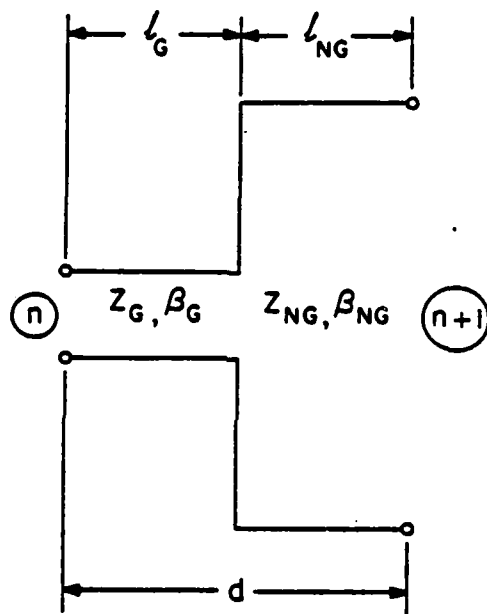 l_G l_NG
n Z_G, β_G Z_NG, β_NG n+1
d